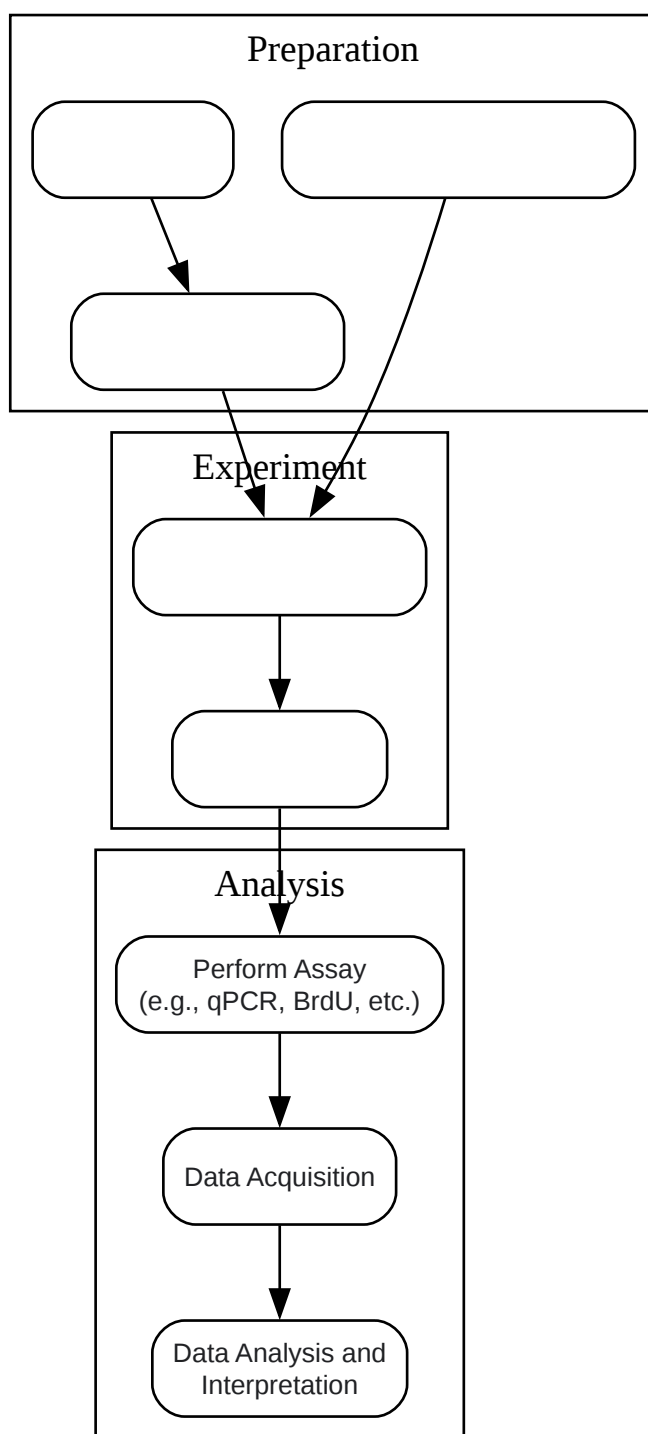 Preparation
Experiment
Analysis
Perform Assay
(e.g., qPCR, BrdU, etc.)
Data Acquisition
Data Analysis and
Interpretation